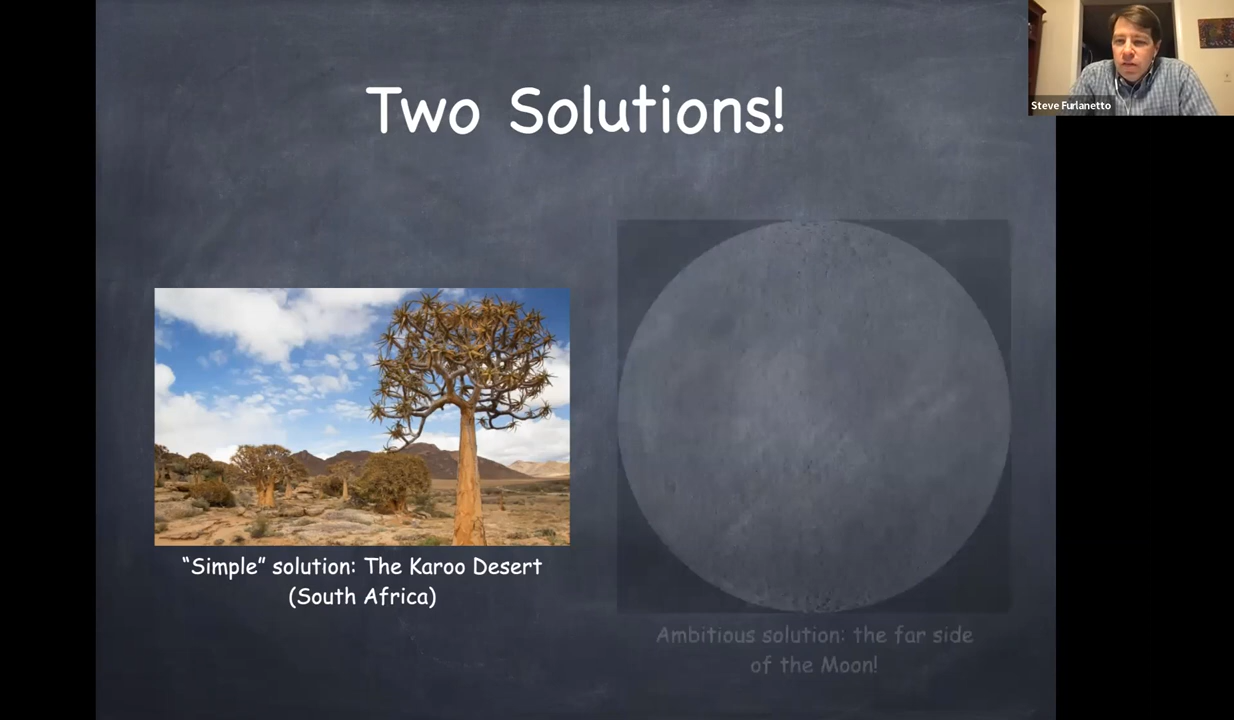 Two Solutions!
Steve Furlanetto
“Simple” solution: The Karoo Desert
(South Africa)
Ambitious solution: the far side
of the Moon!